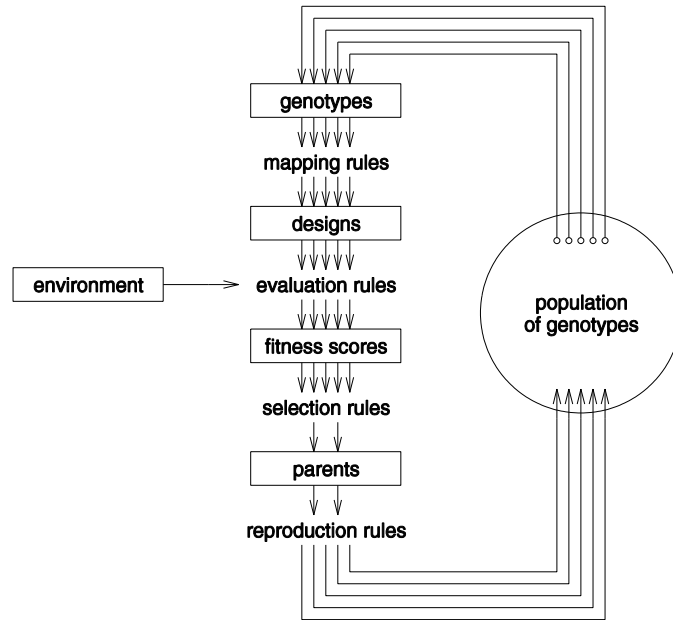 genotypes
mapping rules
designs
environment
evaluation rules
fitness scores
selection rules
parents
reproduction rules
population
of genotypes